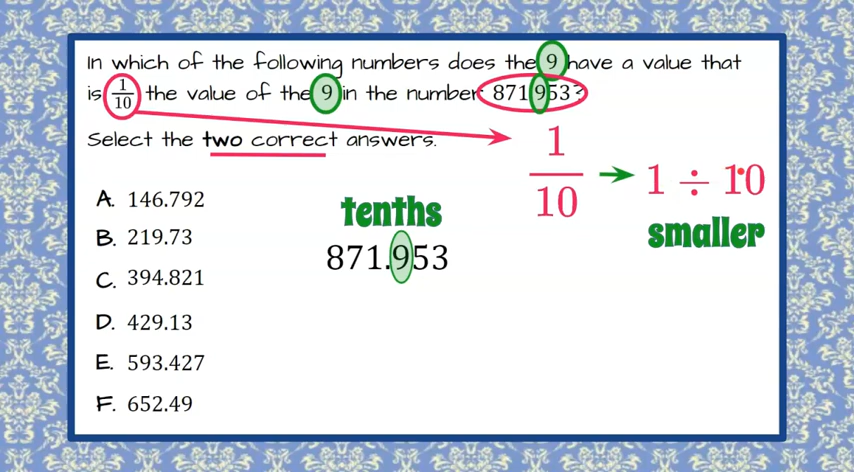 In which of the following numbers does the 9 have a value that
is 1/10 the value of the 9 in the number 871.953?
Select the two correct answers.
1/10 → 1 ÷ 10
smaller
tenths
871.953
A. 146.792
B. 219.73
C. 394.821
D. 429.13
E. 593.427
F. 652.49